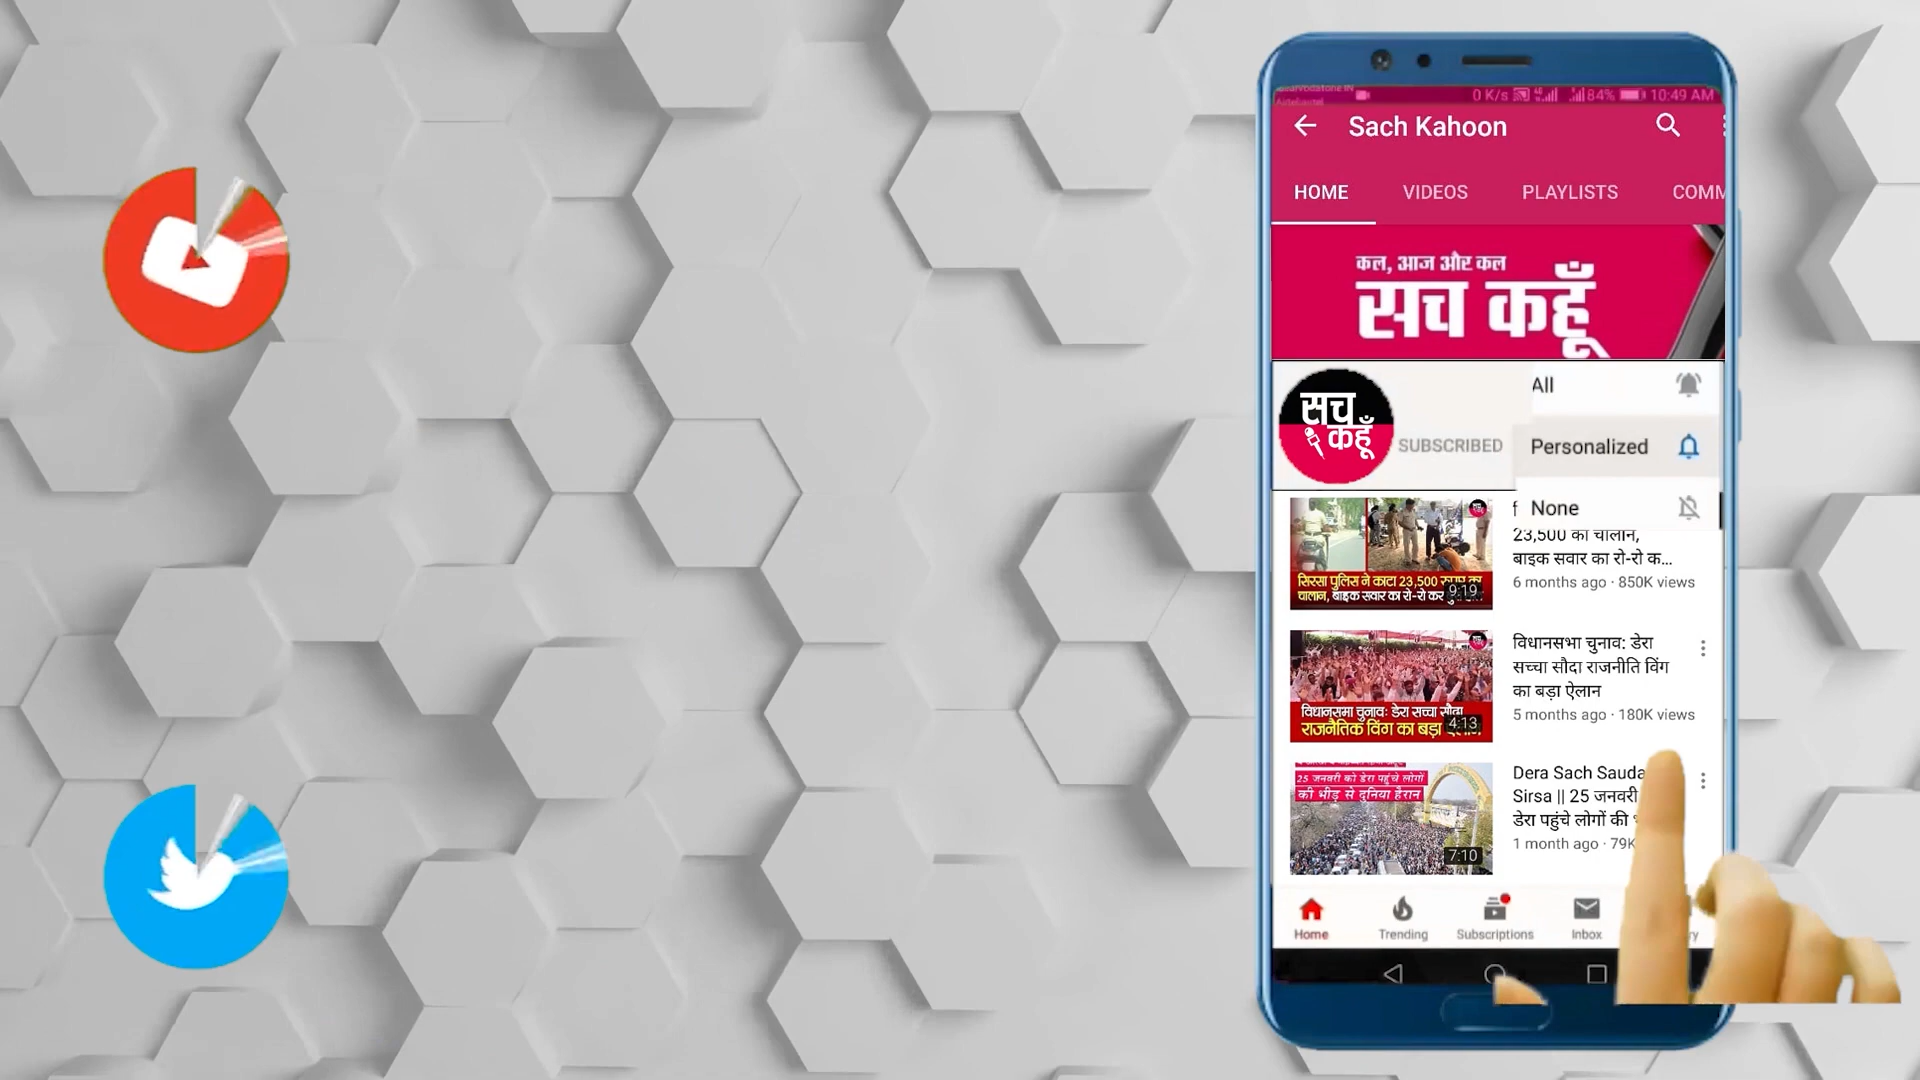 0 K/s 84% 10:49 AM
Sach Kahoon
HOME VIDEOS PLAYLISTS COMM
कल, आज और कल
सच कहूँ
सच
कहूँ
SUBSCRIBED
All
Personalized
None
23,500 का चालान,
बाइक सवार का रो-रो क...
6 months ago · 850K views
सिरसा पुलिस ने काटा 23,500
चालान, बाइक सवार का रो-रो कर
9:19
विधानसभा चुनाव: डेरा
सच्चा सौदा राजनीति विंग
का बड़ा ऐलान
5 months ago · 180K views
विधानसभा चुनावः डेरा सच्चा सौदा
राजनैतिक विंग का बड़ा
4:13
Dera Sach Sauda
Sirsa || 25 जनवरी
डेरा पहुंचे लोगों की
1 month ago · 79K
25 जनवरी को डेरा पहुंचे लोगों
की भीड़ से दुनिया हैरान
7:10
Home Trending Subscriptions Inbox